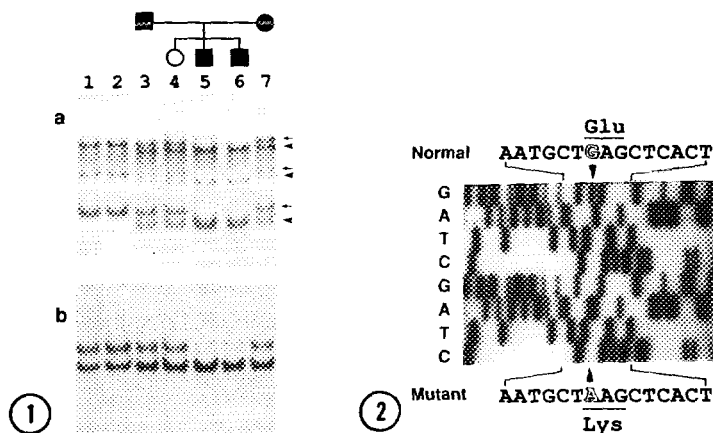 1 2 3 4 5 6 7
a
b
1
Glu
Normal AATGCTGAGCTCACT
G
A
T
C
G
A
T
C
Mutant AATGCTAAGCTCACT
Lys
2